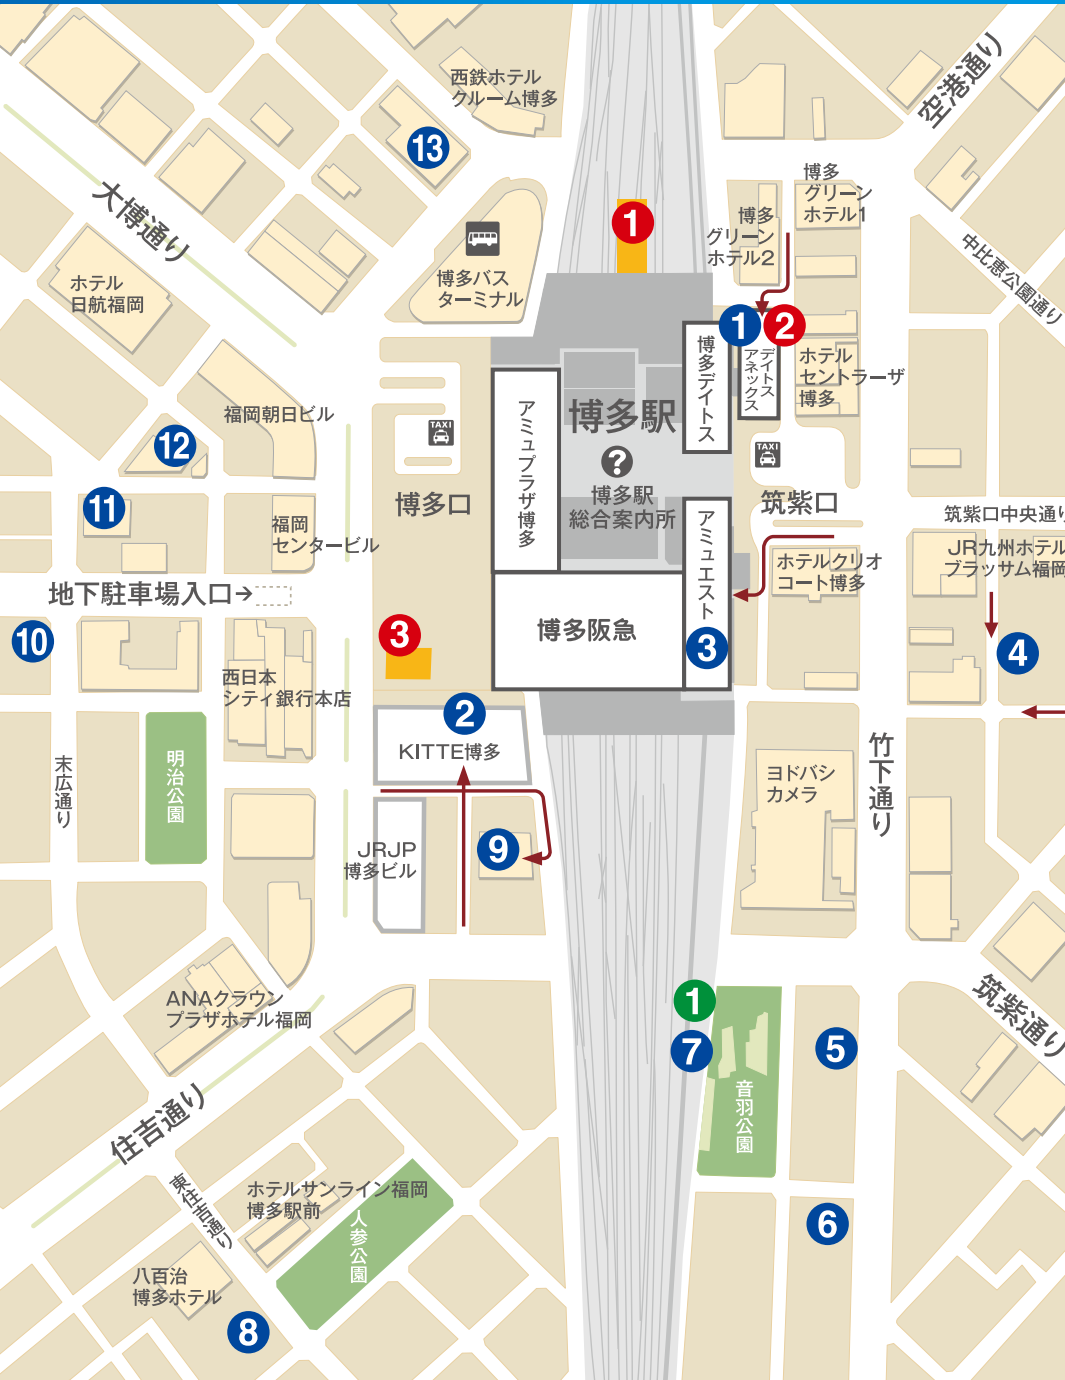 西鉄ホテル
クルーム博多
空港通り
13
大博通り
博多
グリーン
ホテル1
博多
グリーン
ホテル2
1
中比恵公園通り
博多バス
ターミナル
ホテル
日航福岡
1
2
博多デイトス
デイトス
アネックス
ホテル
セントラーザ
博多
福岡朝日ビル
TAXI
博多駅
?
博多駅
総合案内所
アミュプラザ博多
TAXI
12
11
博多口
筑紫口
筑紫口中央通り
福岡
センタービル
アミュエスト
ホテルクリオ
コート博多
JR九州ホテル
ブラッサム福岡
地下駐車場入口→
10
3
博多阪急
3
4
西日本
シティ銀行本店
2
KITTE博多
明治公園
末広通り
ヨドバシ
カメラ
竹下通り
JRJP
博多ビル
9
ANAクラウン
プラザホテル福岡
1
7
音羽公園
5
筑紫通り
住吉通り
東住吉通り
ホテルサンライン福岡
博多駅前
人参公園
6
八百治
博多ホテル
8